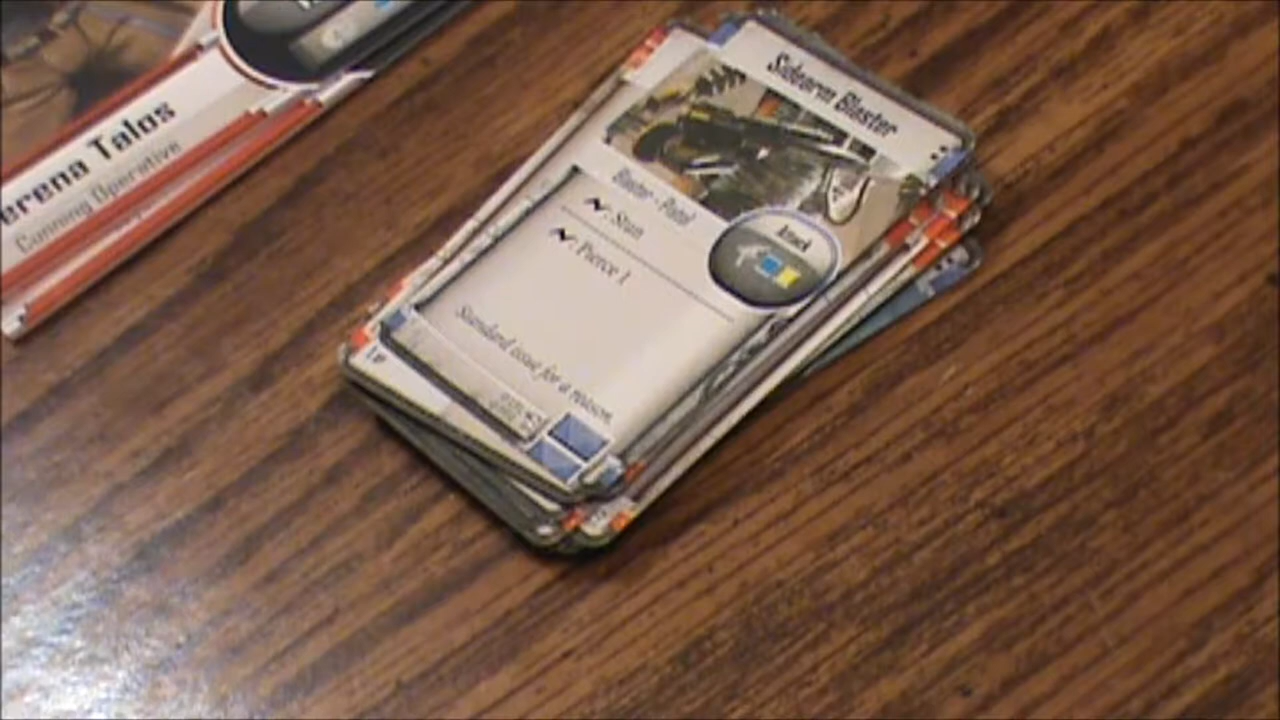 erena Talos
Cunning Operative
Sidearm Blaster
Blaster - Pistol
Attack
: Stun
: Pierce 1
Standard issue for a reason.